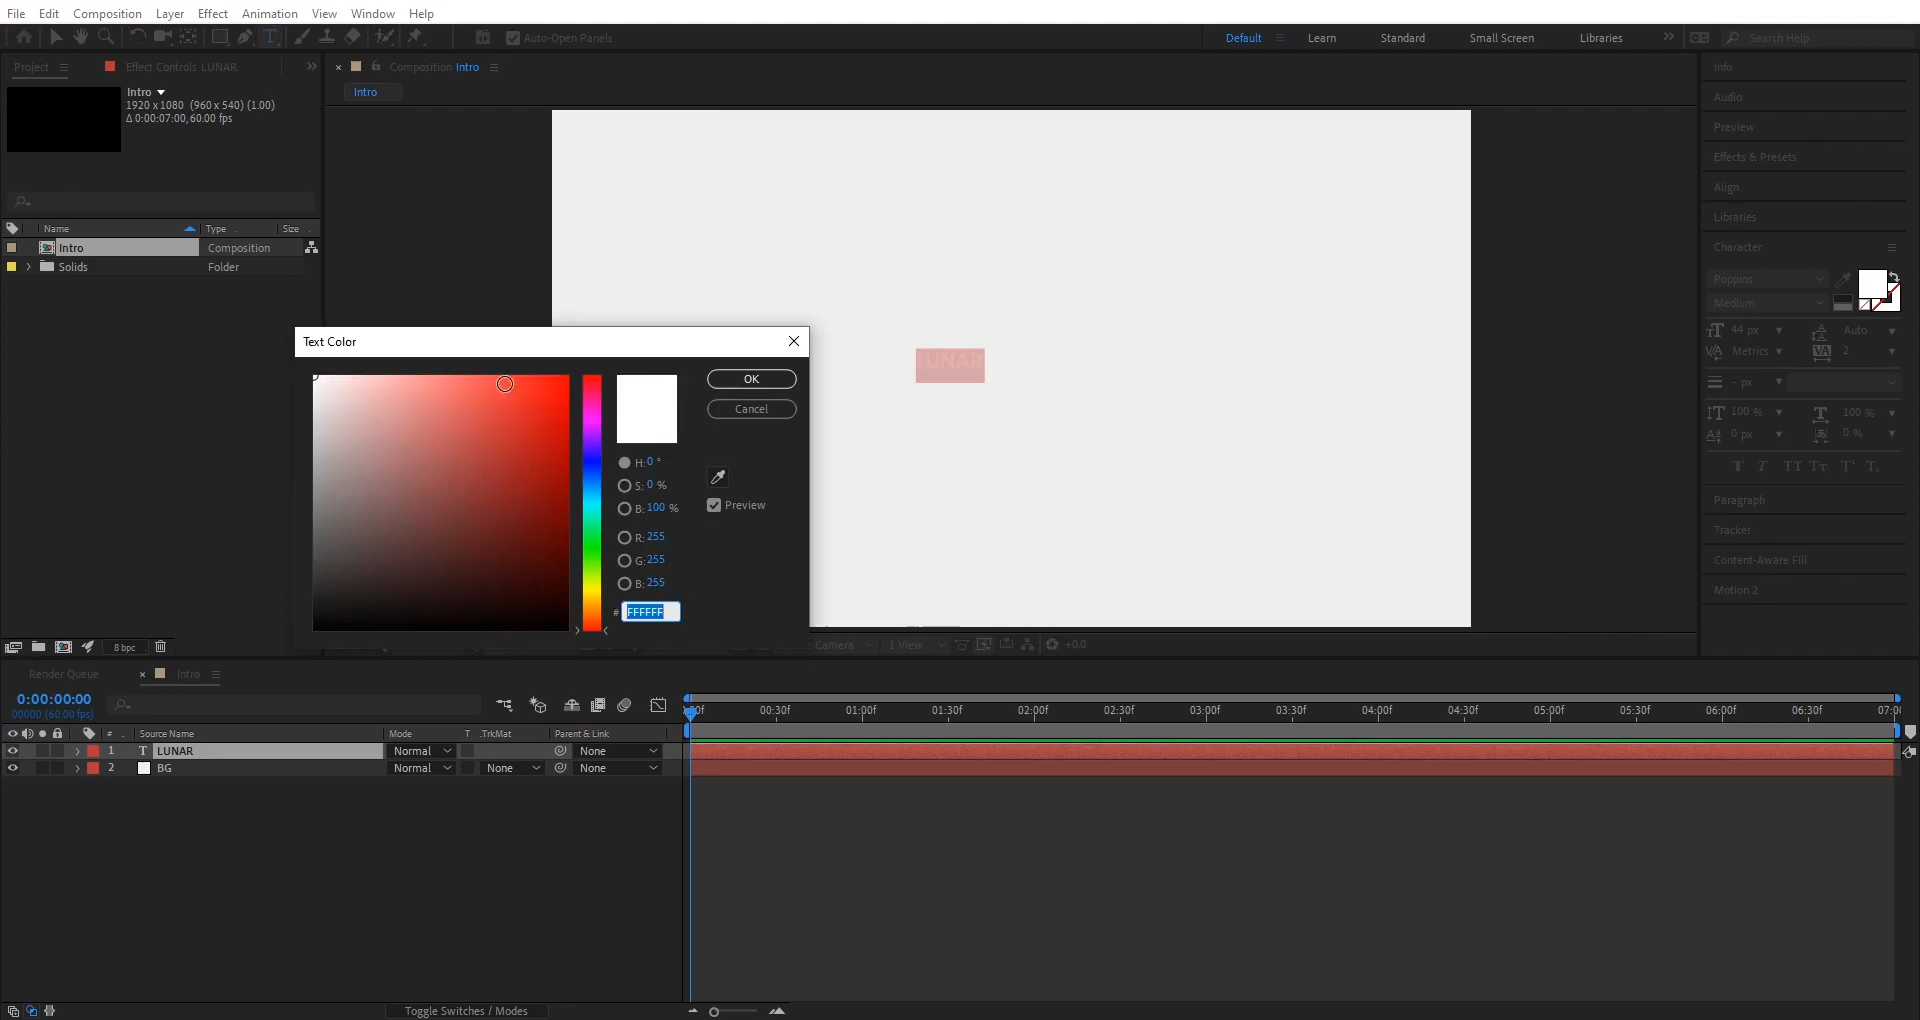 File Edit Composition Layer Effect Animation View Window Help
Auto-Open Panels
Default Learn Standard Small Screen Libraries
Search Help
Project Effect Controls LUNAR
Composition Intro
Intro
Intro
1920 x 1080 (960 x 540) (1.00)
Δ 0:00:07:00, 60.00 fps
Name Type Size
Intro Composition
Solids Folder
8 bpc
LUNAR
Text Color
OK
Cancel
H: 0 °
S: 0 %
B: 100 %
Preview
R: 255
G: 255
B: 255
# FFFFFF
Camera 1 View +0.0
Info
Audio
Preview
Effects & Presets
Align
Libraries
Character
Poppins
Medium
44 px Auto
Metrics 2
- px
100 % 100 %
0 px 0 %
Paragraph
Tracker
Content-Aware Fill
Motion 2
Render Queue Intro
0:00:00:00
00000 (60.00 fps)
00:30f 01:00f 01:30f 02:00f 02:30f 03:00f 03:30f 04:00f 04:30f 05:00f 05:30f 06:00f 06:30f
# Source Name Mode T .TrkMat Parent & Link
1 T LUNAR Normal None
2 BG Normal None None
Toggle Switches / Modes